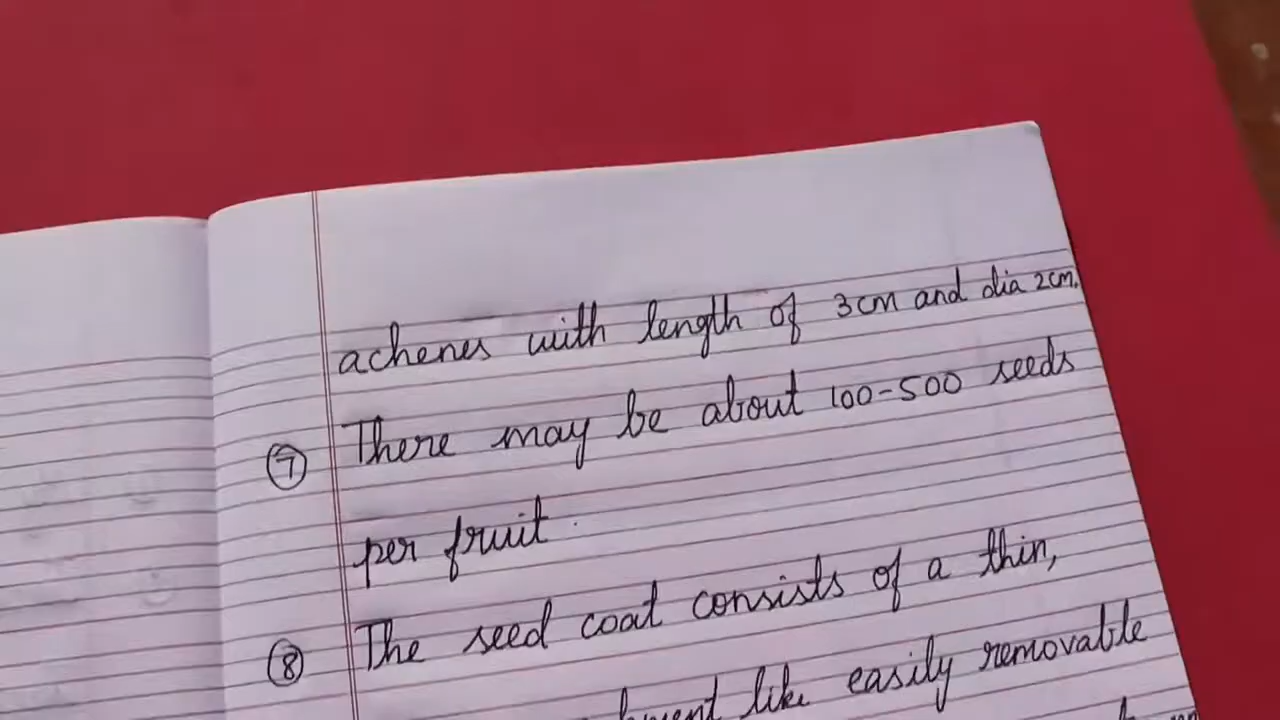 achenes with length of 3cm and dia 2cm.
⑦ There may be about 100-500 seeds
per fruit.
⑧ The seed coat consists of a thin,
like easily removable